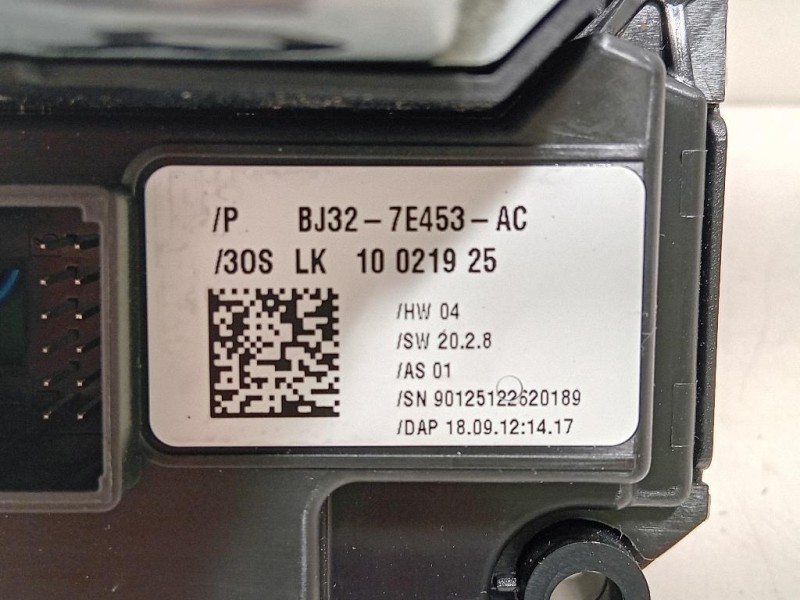 /P BJ32-7E453-AC
/3OS LK 10 0219 25
/HW 04
/SW 20.2.8
/AS 01
/SN 90125122620189
/DAP 18.09.12:14.17